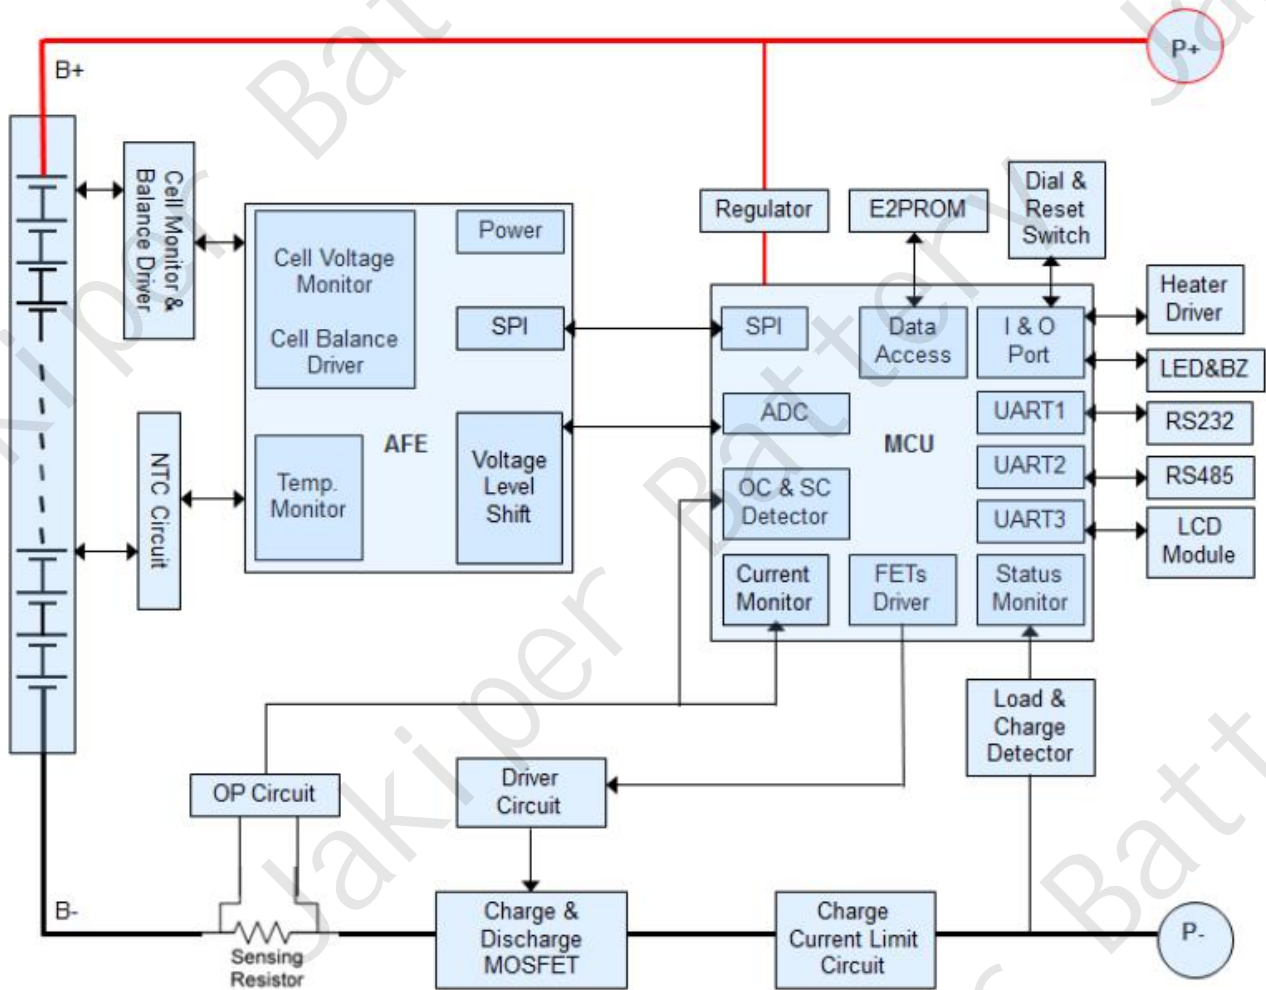 P+
B+
Cell Monitor &
Balance Driver
Cell Voltage
Monitor
Cell Balance
Driver
Power
SPI
AFE
Temp.
Monitor
Voltage
Level
Shift
NTC Circuit
Regulator
E2PROM
Dial &
Reset
Switch
SPI
Data
Access
I & O
Port
ADC
MCU
UART1
UART2
UART3
OC & SC
Detector
Current
Monitor
FETs
Driver
Status
Monitor
Heater
Driver
LED&BZ
RS232
RS485
LCD
Module
Load &
Charge
Detector
OP Circuit
Driver
Circuit
B-
Sensing
Resistor
Charge &
Discharge
MOSFET
Charge
Current Limit
Circuit
P-
Jakiper Battery